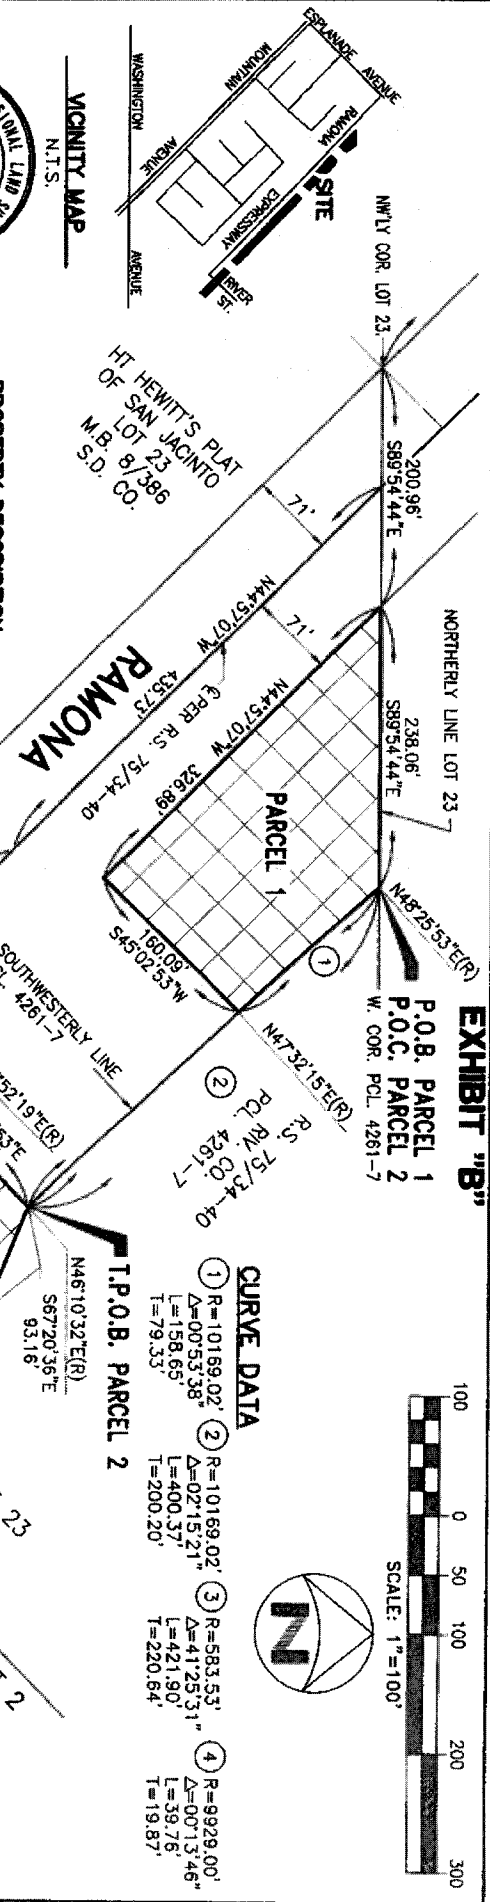 EXHIBIT "B"
ESPLANADE AVENUE
MOUNTAIN
AVENUE
RAMONA
EXPRESSWAY
SITE
RIVER
ST.
WASHINGTON
AVENUE
VICINITY MAP
N.T.S.
NW'LY COR. LOT 23
200.96'
S89°54'44"E
238.06'
S89°54'44"E
NORTHERLY LINE LOT 23
N48°25'53"E(R)
P.O.B. PARCEL 1
P.O.C. PARCEL 2
W. COR. PCL. 4261-7
HT HEWITT'S PLAT
OF SAN JACINTO
LOT 23
M.B. 8/386
S.D. CO.
71'
71'
N44°57'07"W
435.73'
℄ PER R.S. 75/34-40
RAMONA
N44°57'07"W
326.89'
PARCEL 1
1
160.09'
S45°02'53"W
N47°32'15"E(R)
2
R.S. 75/34-40
RIV. CO.
PCL. 4261-7
SOUTHWESTERLY LINE
4261-7
52'19"E(R)
T.P.O.B. PARCEL 2
N46°10'32"E(R)
S67°20'36"E
93.16'
23
2
100 0 50 100 200 300
SCALE: 1"=100'
N
CURVE DATA
1 R=10169.02'
Δ=00°53'38"
L=158.65'
T=79.33'
2 R=10169.02'
Δ=02°15'21"
L=400.37'
T=200.20'
3 R=583.53'
Δ=41°25'31"
L=421.90'
T=220.64'
4 R=9929.00'
Δ=00°13'46"
L=39.76'
T=19.87'